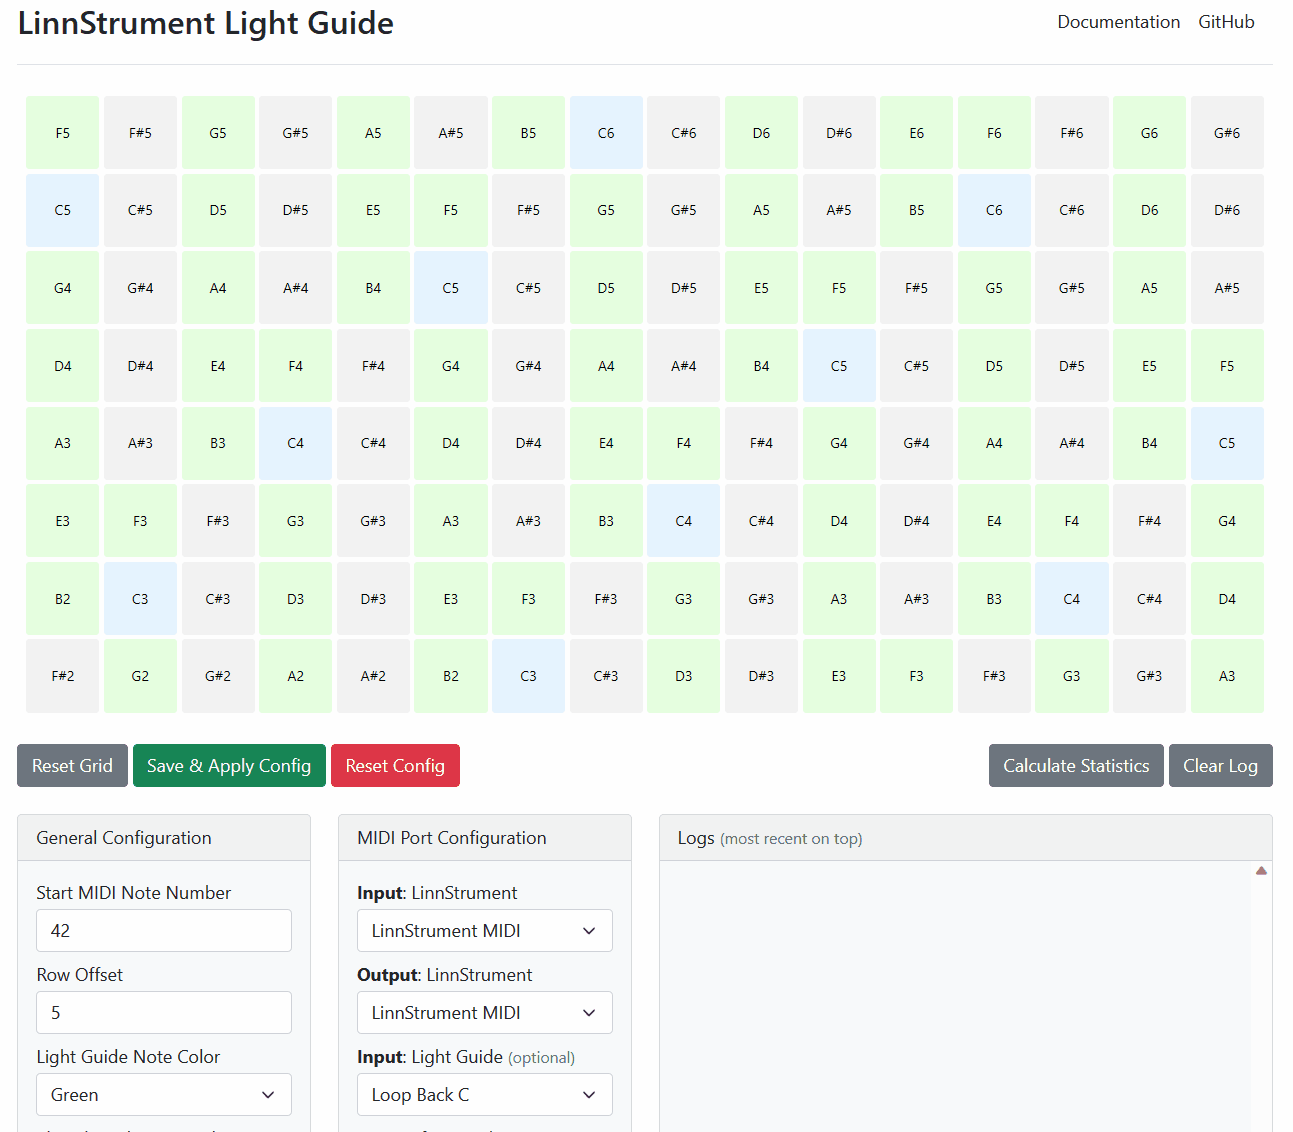 LinnStrument Light Guide Documentation GitHub
F5 F#5 G5 G#5 A5 A#5 B5 C6 C#6 D6 D#6 E6 F6 F#6 G6 G#6
C5 C#5 D5 D#5 E5 F5 F#5 G5 G#5 A5 A#5 B5 C6 C#6 D6 D#6
G4 G#4 A4 A#4 B4 C5 C#5 D5 D#5 E5 F5 F#5 G5 G#5 A5 A#5
D4 D#4 E4 F4 F#4 G4 G#4 A4 A#4 B4 C5 C#5 D5 D#5 E5 F5
A3 A#3 B3 C4 C#4 D4 D#4 E4 F4 F#4 G4 G#4 A4 A#4 B4 C5
E3 F3 F#3 G3 G#3 A3 A#3 B3 C4 C#4 D4 D#4 E4 F4 F#4 G4
B2 C3 C#3 D3 D#3 E3 F3 F#3 G3 G#3 A3 A#3 B3 C4 C#4 D4
F#2 G2 G#2 A2 A#2 B2 C3 C#3 D3 D#3 E3 F3 F#3 G3 G#3 A3
Reset Grid Save & Apply Config Reset Config Calculate Statistics Clear Log
General Configuration
Start MIDI Note Number
42
Row Offset
5
Light Guide Note Color
Green
MIDI Port Configuration
Input: LinnStrument
LinnStrument MIDI
Output: LinnStrument
LinnStrument MIDI
Input: Light Guide (optional)
Loop Back C
Logs (most recent on top)